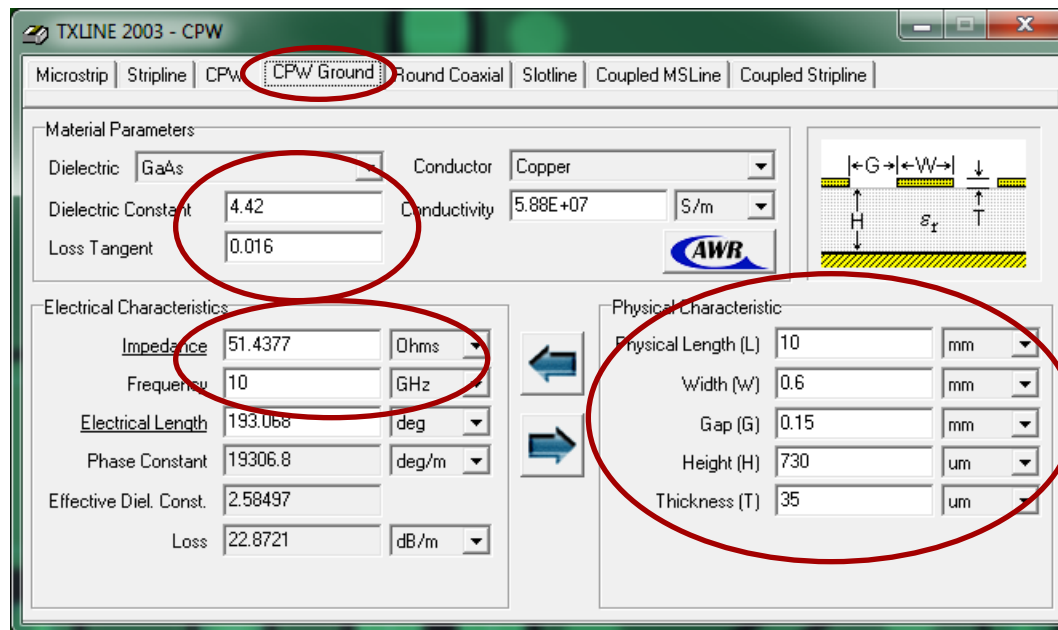 TXLINE 2003 - CPW
Microstrip Stripline CPW CPW Ground Round Coaxial Slotline Coupled MSLine Coupled Stripline
Material Parameters
Dielectric GaAs Conductor Copper
Dielectric Constant 4.42 Conductivity 5.88E+07 S/m
Loss Tangent 0.016
AWR
G W
H εr T
Electrical Characteristics
Impedance 51.4377 Ohms
Frequency 10 GHz
Electrical Length 193.068 deg
Phase Constant 19306.8 deg/m
Effective Diel. Const. 2.58497
Loss 22.8721 dB/m
Physical Characteristic
Physical Length (L) 10 mm
Width (W) 0.6 mm
Gap (G) 0.15 mm
Height (H) 730 um
Thickness (T) 35 um